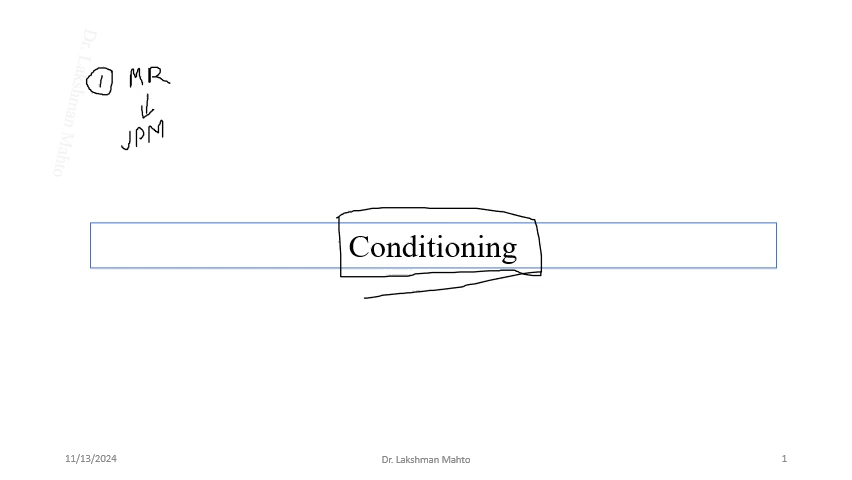 Dr. Lakshman Mahto
① MR
↓
JPM
Conditioning
11/13/2024
Dr. Lakshman Mahto
1